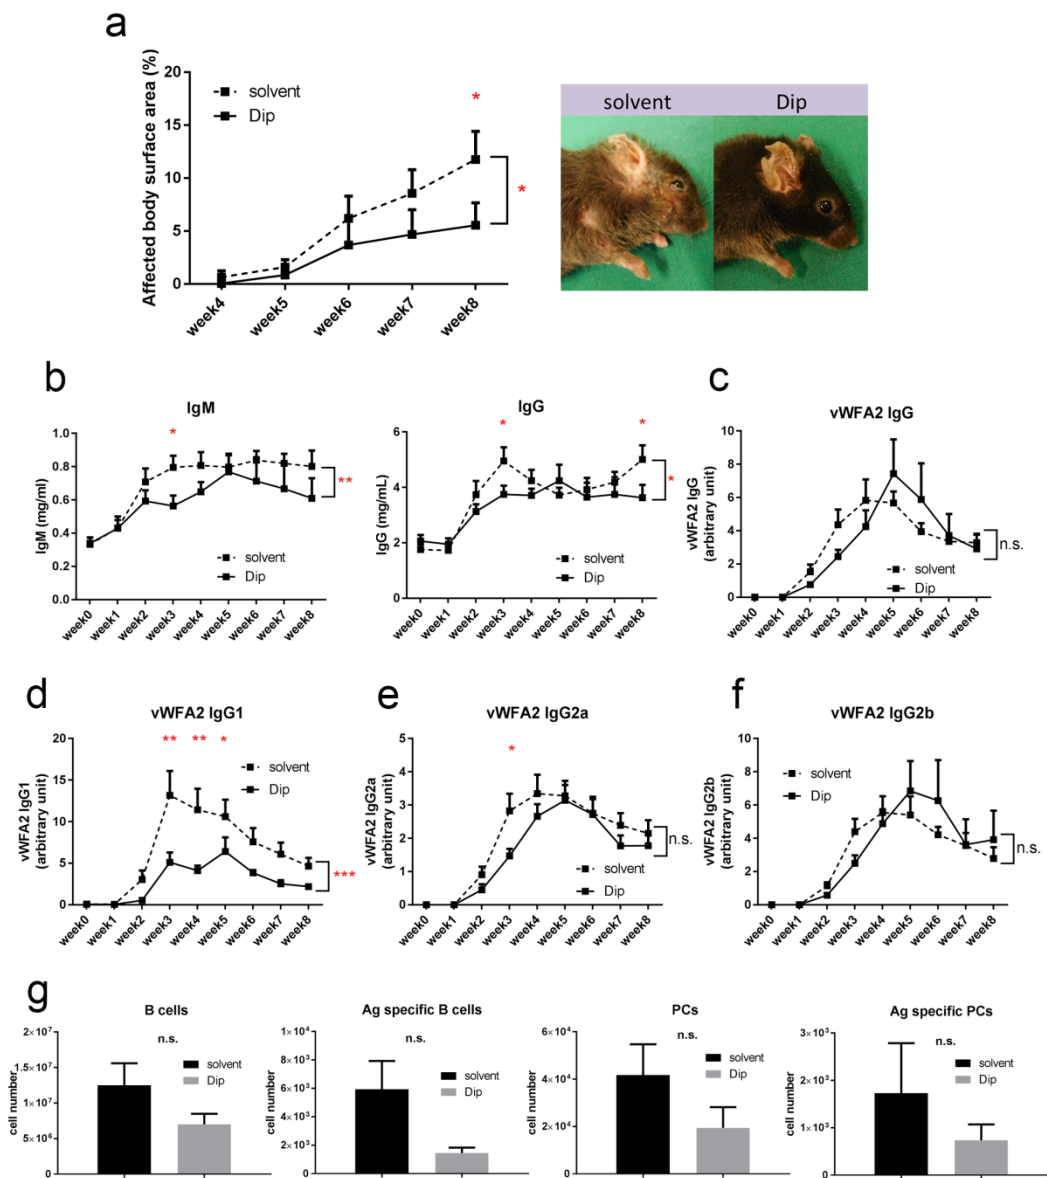 a
Affected body surface area (%)
20
15
10
5
0
solvent
Dip
*
*
week4
week5
week6
week7
week8
solvent
Dip
b
IgM
IgM (mg/ml)
1.0
0.8
0.6
0.4
0.2
0.0
*
**
solvent
Dip
week0
week1
week2
week3
week4
week5
week6
week7
week8
IgG
IgG (mg/mL)
6
4
2
0
*
*
*
solvent
Dip
week0
week1
week2
week3
week4
week5
week6
week7
week8
c
vWFA2 IgG
vWFA2 IgG
(arbitrary unit)
10
8
6
4
2
0
n.s.
solvent
Dip
week0
week1
week2
week3
week4
week5
week6
week7
week8
d
vWFA2 IgG1
vWFA2 IgG1
(arbitrary unit)
20
15
10
5
0
**
**
*
solvent
Dip
***
week0
week1
week2
week3
week4
week5
week6
week7
week8
e
vWFA2 IgG2a
vWFA2 IgG2a
(arbitrary unit)
5
4
3
2
1
0
*
n.s.
solvent
Dip
week0
week1
week2
week3
week4
week5
week6
week7
week8
f
vWFA2 IgG2b
vWFA2 IgG2b
(arbitrary unit)
10
8
6
4
2
0
solvent
Dip
n.s.
week0
week1
week2
week3
week4
week5
week6
week7
week8
g
B cells
n.s.
cell number
2×10⁷
1.5×10⁷
1×10⁷
5×10⁶
0
solvent
Dip
Ag specific B cells
n.s.
cell number
1×10⁴
8×10³
6×10³
4×10³
2×10³
0
solvent
Dip
PCs
n.s.
cell number
6×10⁴
4×10⁴
2×10⁴
0
solvent
Dip
Ag specific PCs
n.s.
cell number
3×10³
2×10³
1×10³
0
solvent
Dip